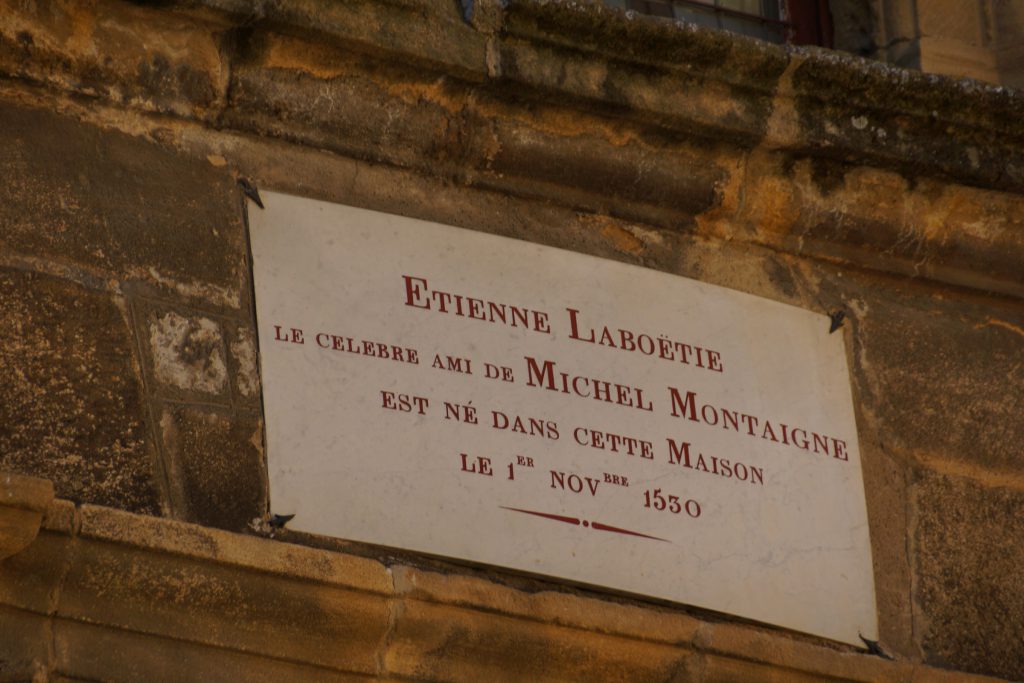 ETIENNE LABOËTIE
LE CELEBRE AMI DE MICHEL MONTAIGNE
EST NÉ DANS CETTE MAISON
LE 1ER NOVBRE 1530